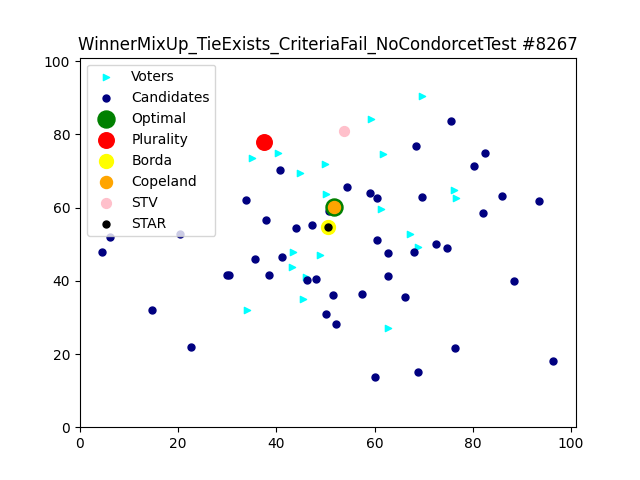 WinnerMixUp_TieExists_CriteriaFail_NoCondorcetTest #8267
100
80
60
40
20
0
Voters
Candidates
Optimal
Plurality
Borda
Copeland
STV
STAR
0 20 40 60 80 100